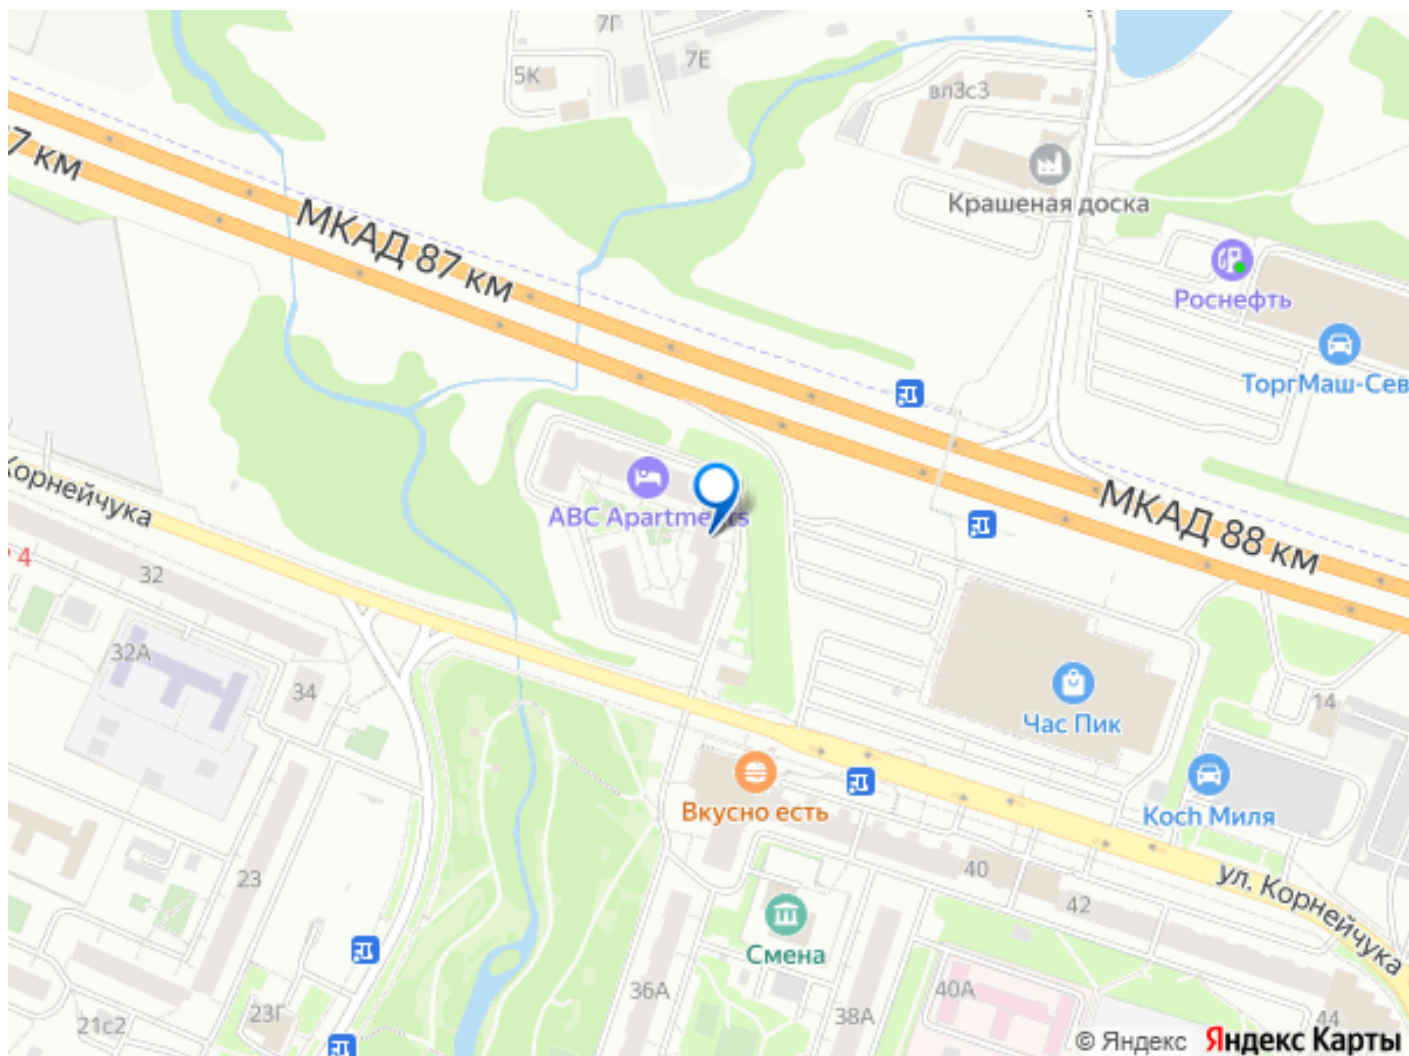 7Г
7Е
5К
вл3с3
Крашеная доска
7 км
МКАД 87 км
Роснефть
ТоргМаш-Сев
Корнейчука
ABC Apartments
МКАД 88 км
4
32
32А
34
14
Час Пик
Koch Миля
Вкусно есть
23
40
42
ул. Корнейчука
Смена
36А
40А
38А
21с2
23Г
44
© Яндекс Яндекс Карты